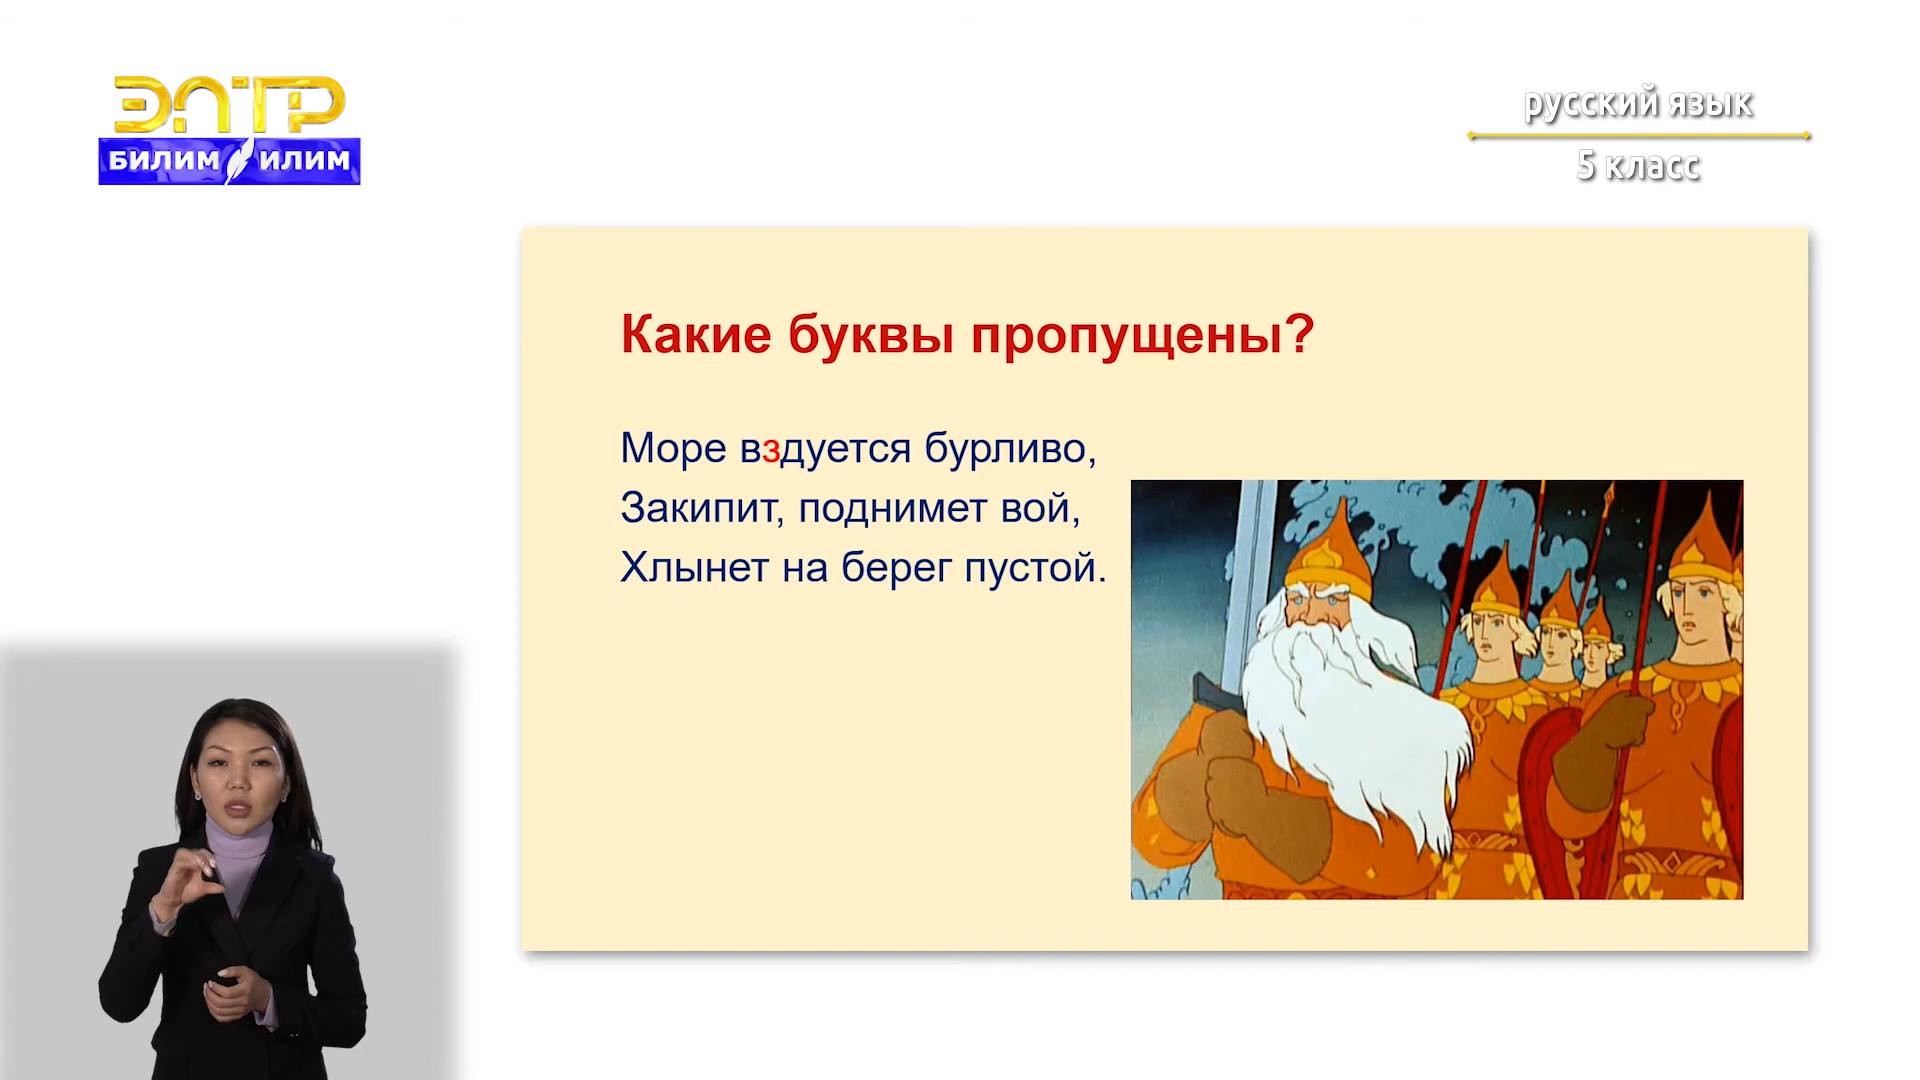 ЭЛТР
БИЛИМ ИЛИМ
русский язык
5 класс
Какие буквы пропущены?
Море вздуется бурливо,
Закипит, поднимет вой,
Хлынет на берег пустой.